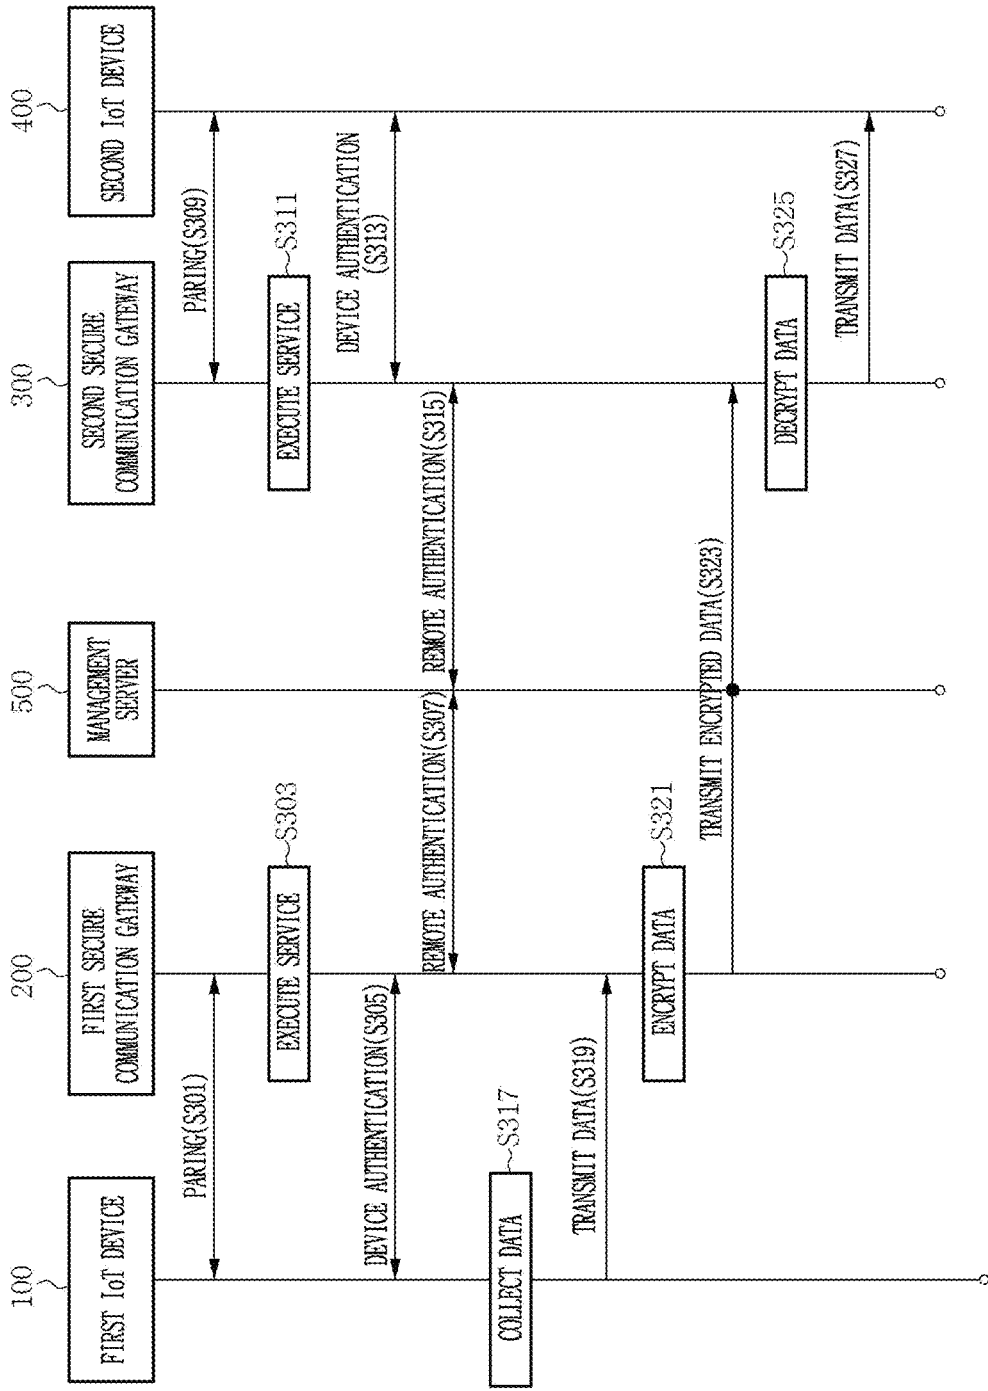 100
200
500
300
400
FIRST IoT DEVICE
FIRST SECURE
COMMUNICATION GATEWAY
MANAGEMENT
SERVER
SECOND SECURE
COMMUNICATION GATEWAY
SECOND IoT DEVICE
PARING(S301)
PARING(S309)
EXECUTE SERVICE
S303
EXECUTE SERVICE
S311
DEVICE AUTHENTICATION(S305)
DEVICE AUTHENTICATION
(S313)
REMOTE AUTHENTICATION(S307)
REMOTE AUTHENTICATION(S315)
COLLECT DATA
S317
TRANSMIT DATA(S319)
ENCRYPT DATA
S321
TRANSMIT ENCRYPTED DATA(S323)
DECRYPT DATA
S325
TRANSMIT DATA(S327)